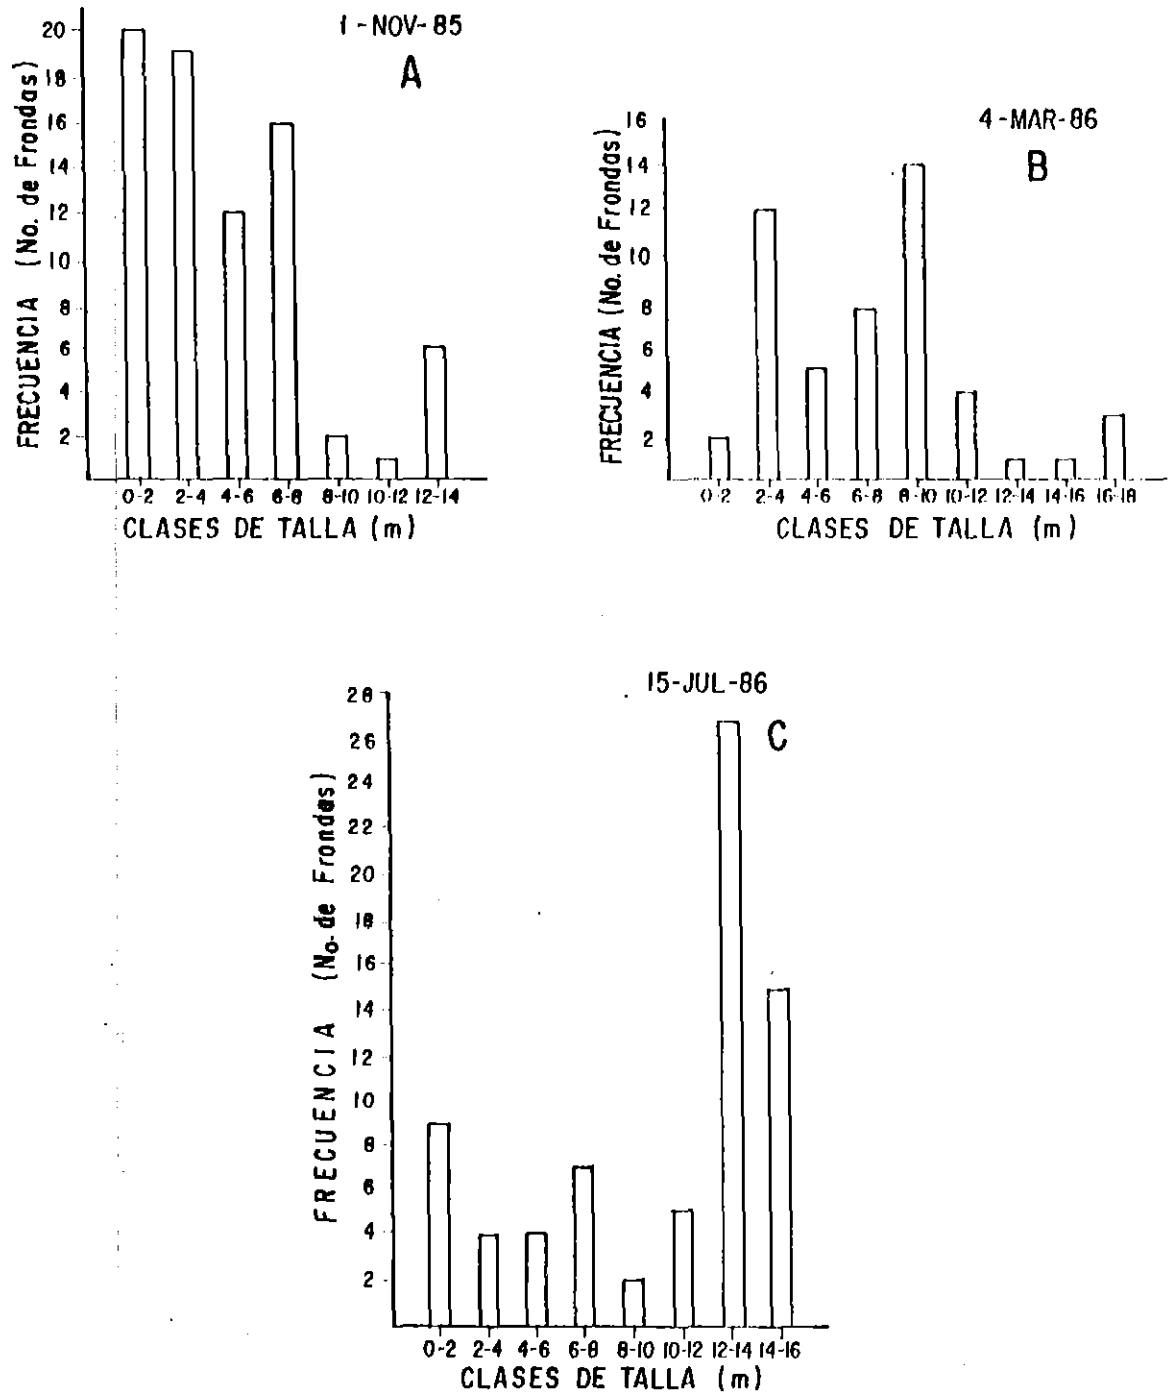 1-NOV-85
A
FRECUENCIA (No. de Frondas)
20
18
16
14
12
10
8
6
4
2
0-2 2-4 4-6 6-8 8-10 10-12 12-14
CLASES DE TALLA (m)
4-MAR-86
B
FRECUENCIA (No. de Frondas)
16
14
12
10
8
6
4
2
0-2 2-4 4-6 6-8 8-10 10-12 12-14 14-16 16-18
CLASES DE TALLA (m)
15-JUL-86
C
FRECUENCIA (No. de Frondas)
28
26
24
22
20
18
16
14
12
10
8
6
4
2
0-2 2-4 4-6 6-8 8-10 10-12 12-14 14-16
CLASES DE TALLA (m)